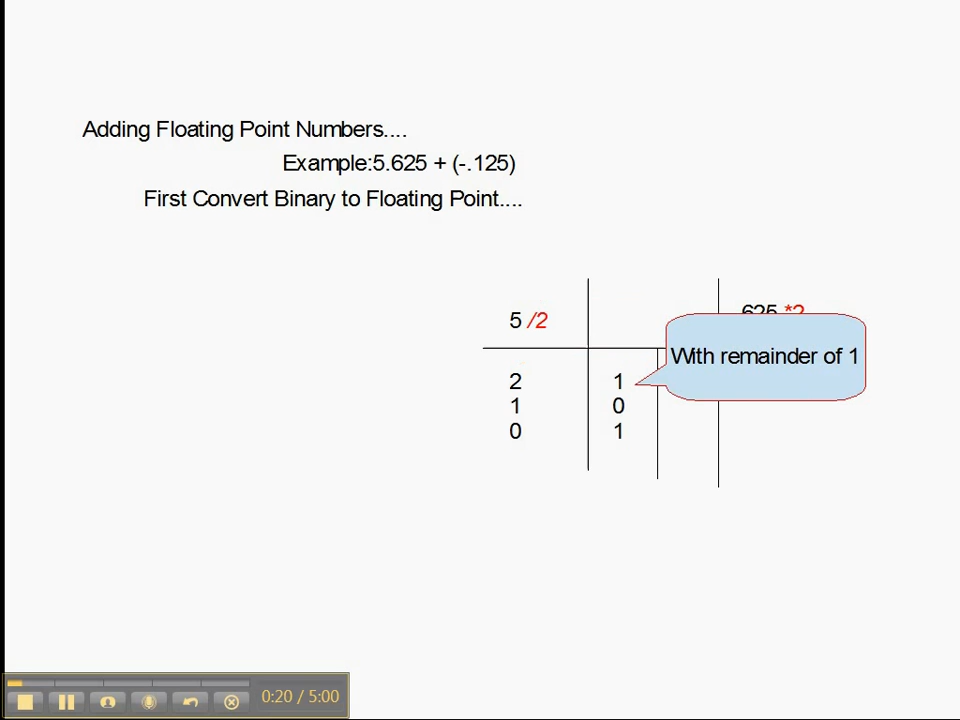 Adding Floating Point Numbers....
Example:5.625 + (-.125)
First Convert Binary to Floating Point....
5 /2
.625 *2
With remainder of 1
2 1
1 0
0 1
0:20 / 5:00